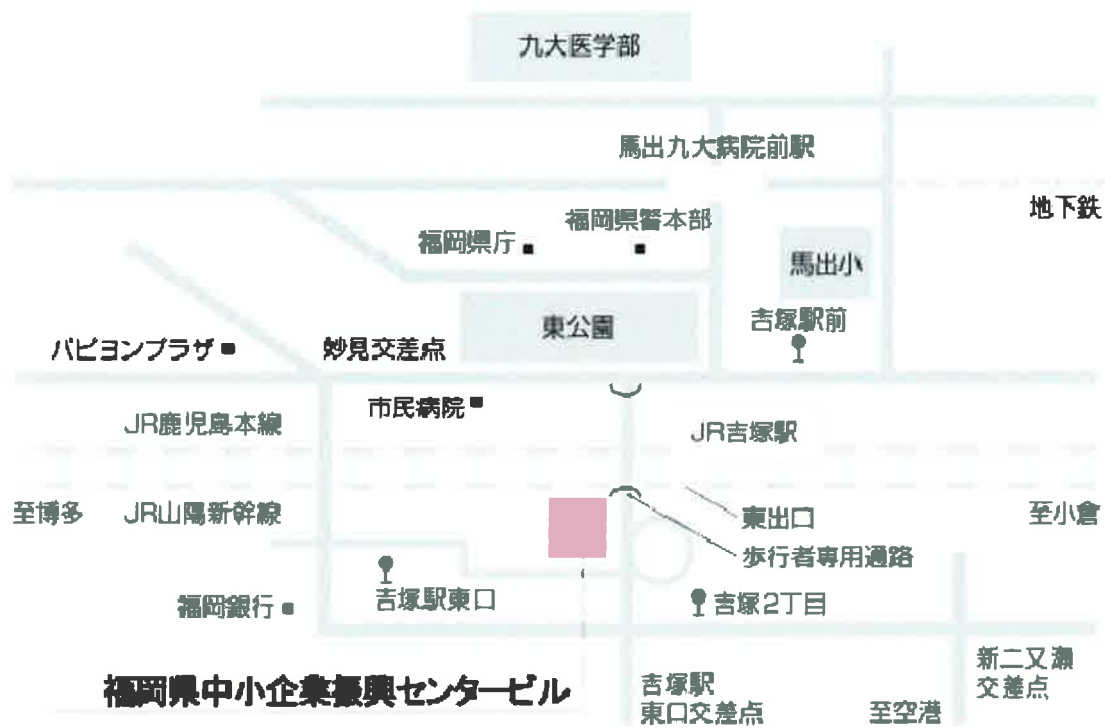 九大医学部
馬出九大病院前駅
地下鉄
福岡県警本部
福岡県庁
馬出小
東公園
吉塚駅前
パピヨンプラザ
妙見交差点
市民病院
JR鹿児島本線
JR吉塚駅
至博多
JR山陽新幹線
東出口
至小倉
歩行者専用通路
吉塚駅東口
福岡銀行
吉塚2丁目
福岡県中小企業振興センタービル
吉塚駅
東口交差点
新二又瀬
交差点
至空港